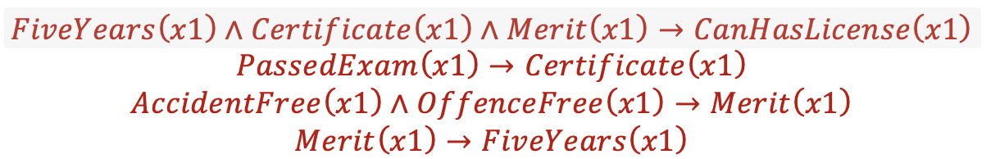 FiveYears(x1) ∧ Certificate(x1) ∧ Merit(x1) → CanHasLicense(x1)
PassedExam(x1) → Certificate(x1)
AccidentFree(x1) ∧ OffenceFree(x1) → Merit(x1)
Merit(x1) → FiveYears(x1)